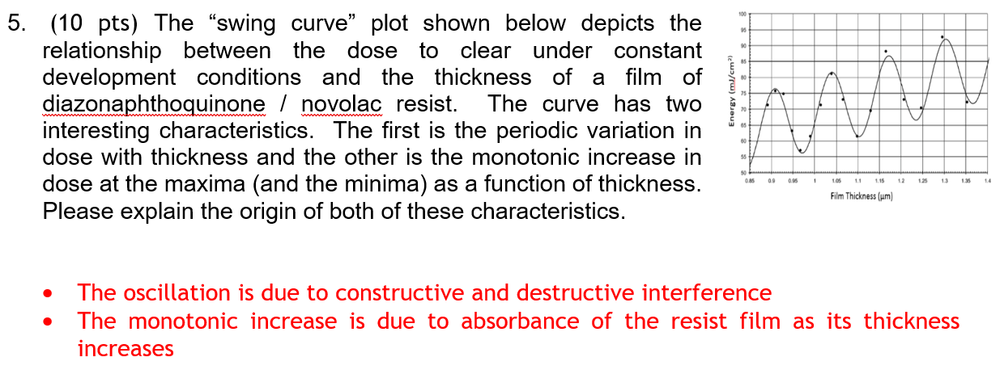 5. (10 pts) The “swing curve” plot shown below depicts the
relationship between the dose to clear under constant
development conditions and the thickness of a film of
diazonaphthoquinone / novolac resist. The curve has two
interesting characteristics. The first is the periodic variation in
dose with thickness and the other is the monotonic increase in
dose at the maxima (and the minima) as a function of thickness.
Please explain the origin of both of these characteristics.
100
95
90
85
80
75
70
65
60
55
50
Energy (mJ/cm²)
0.85 0.9 0.95 1 1.05 1.1 1.15 1.2 1.25 1.3 1.35 1.4
Film Thickness (µm)
• The oscillation is due to constructive and destructive interference
• The monotonic increase is due to absorbance of the resist film as its thickness
increases